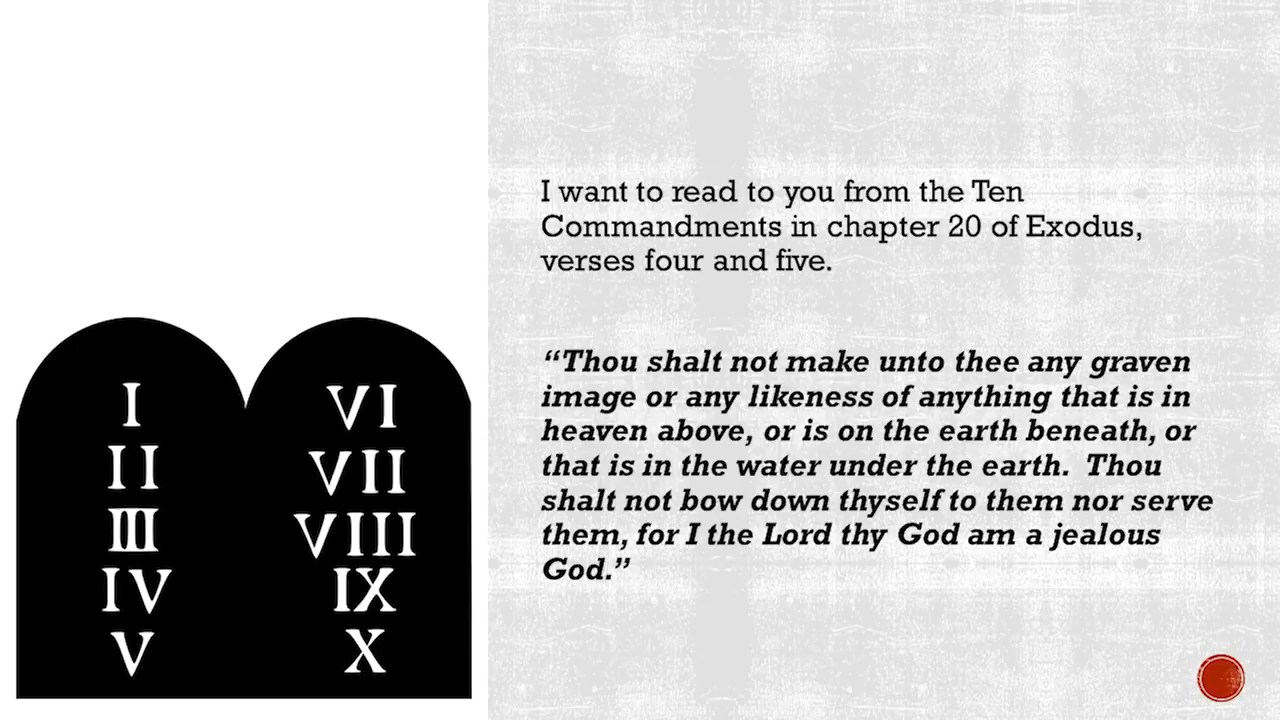 I
II
III
IV
V
VI
VII
VIII
IX
X
I want to read to you from the Ten
Commandments in chapter 20 of Exodus,
verses four and five.
“Thou shalt not make unto thee any graven
image or any likeness of anything that is in
heaven above, or is on the earth beneath, or
that is in the water under the earth.  Thou
shalt not bow down thyself to them nor serve
them, for I the Lord thy God am a jealous
God.”